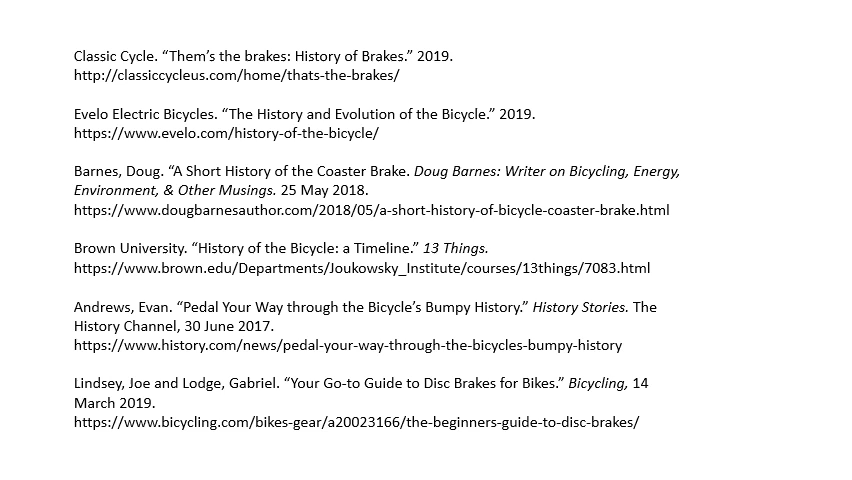 Classic Cycle. “Them’s the brakes: History of Brakes.” 2019.
http://classiccycleus.com/home/thats-the-brakes/
Evelo Electric Bicycles. “The History and Evolution of the Bicycle.” 2019.
https://www.evelo.com/history-of-the-bicycle/
Barnes, Doug. “A Short History of the Coaster Brake. Doug Barnes: Writer on Bicycling, Energy,
Environment, & Other Musings. 25 May 2018.
https://www.dougbarnesauthor.com/2018/05/a-short-history-of-bicycle-coaster-brake.html
Brown University. “History of the Bicycle: a Timeline.” 13 Things.
https://www.brown.edu/Departments/Joukowsky_Institute/courses/13things/7083.html
Andrews, Evan. “Pedal Your Way through the Bicycle’s Bumpy History.” History Stories. The
History Channel, 30 June 2017.
https://www.history.com/news/pedal-your-way-through-the-bicycles-bumpy-history
Lindsey, Joe and Lodge, Gabriel. “Your Go-to Guide to Disc Brakes for Bikes.” Bicycling, 14
March 2019.
https://www.bicycling.com/bikes-gear/a20023166/the-beginners-guide-to-disc-brakes/